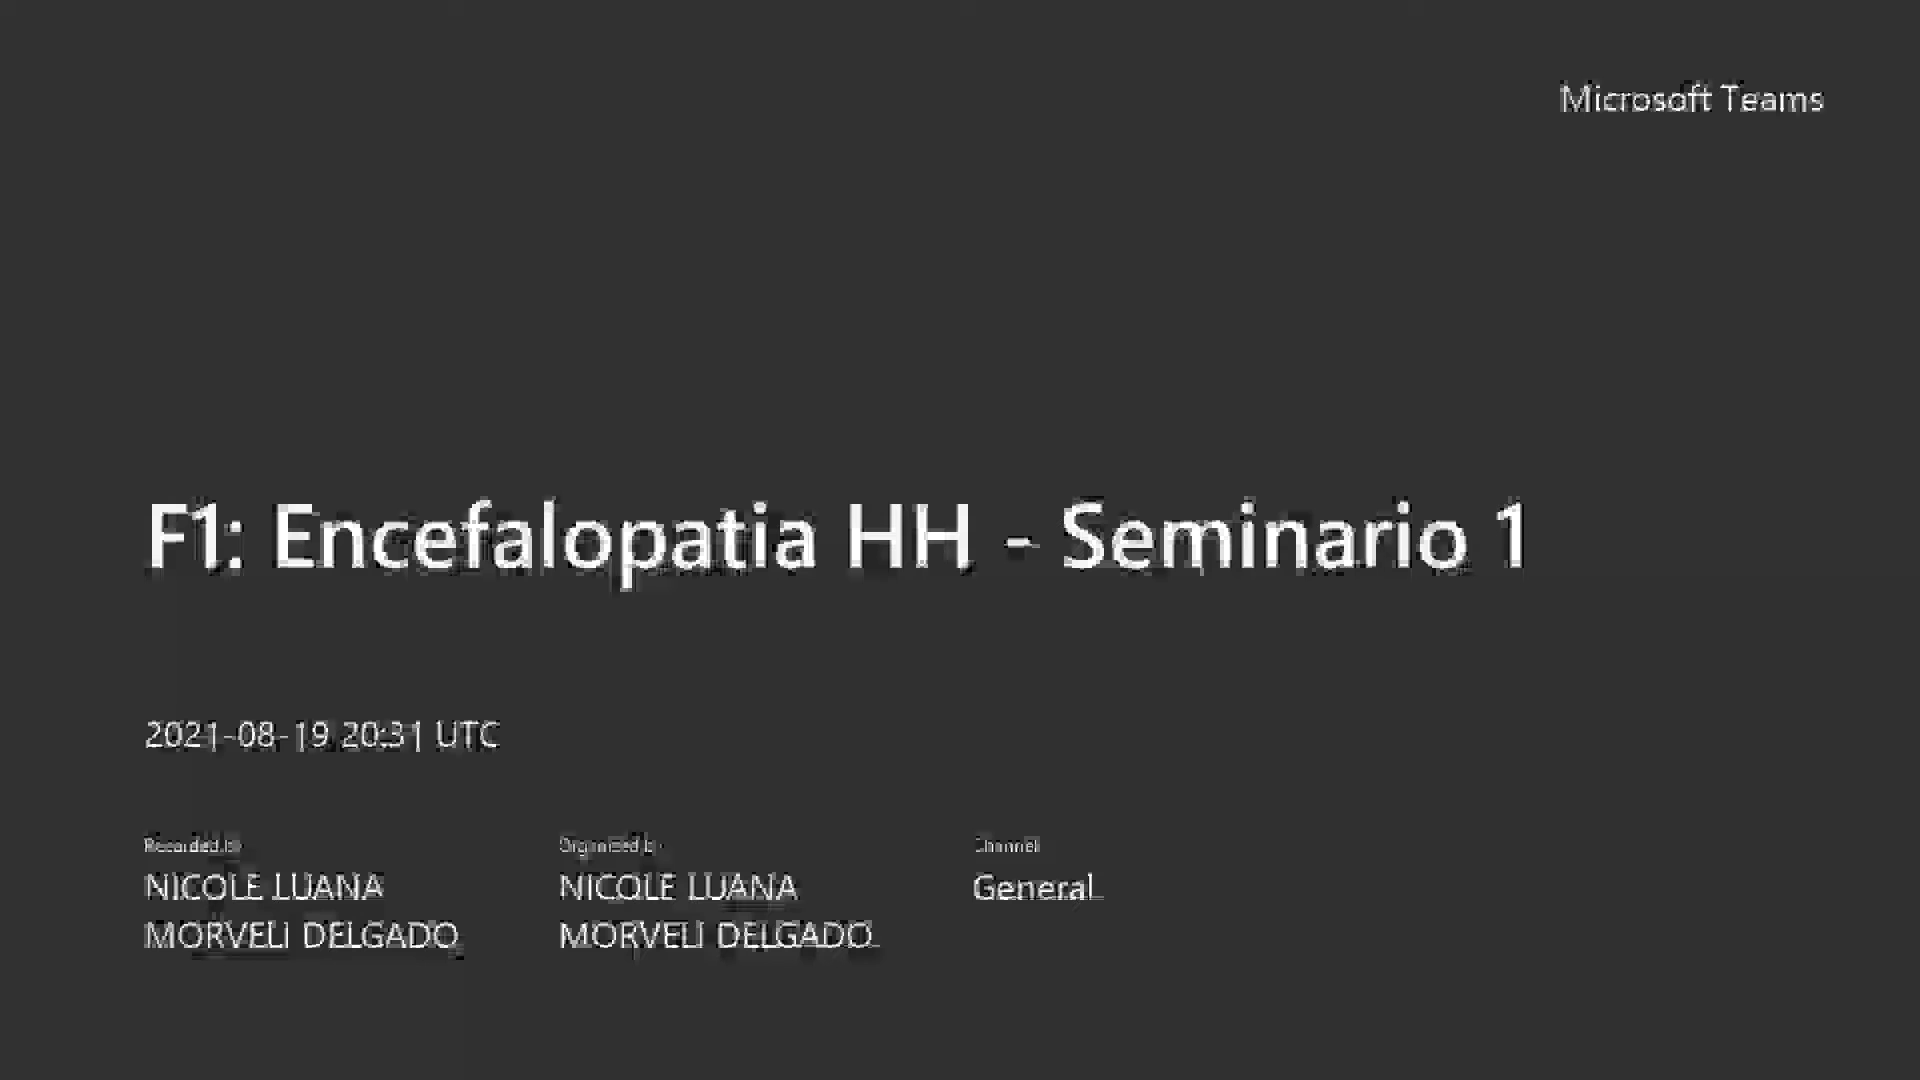 Microsoft Teams
F1: Encefalopatia HH - Seminario 1
2021-08-19 20:31 UTC
Recorded by
Organized by
Channel
NICOLE LUANA
MORVELI DELGADO
NICOLE LUANA
MORVELI DELGADO
General